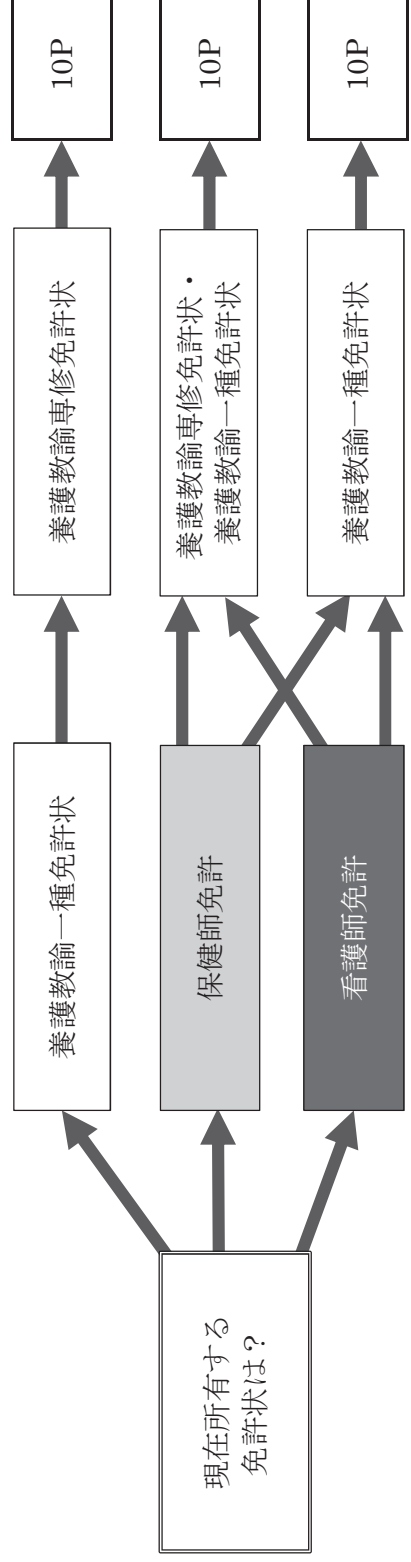 現在所有する
免許状は？
養護教諭一種免許状
保健師免許
看護師免許
養護教諭専修免許状
養護教諭専修免許状・
養護教諭一種免許状
養護教諭一種免許状
10P
10P
10P